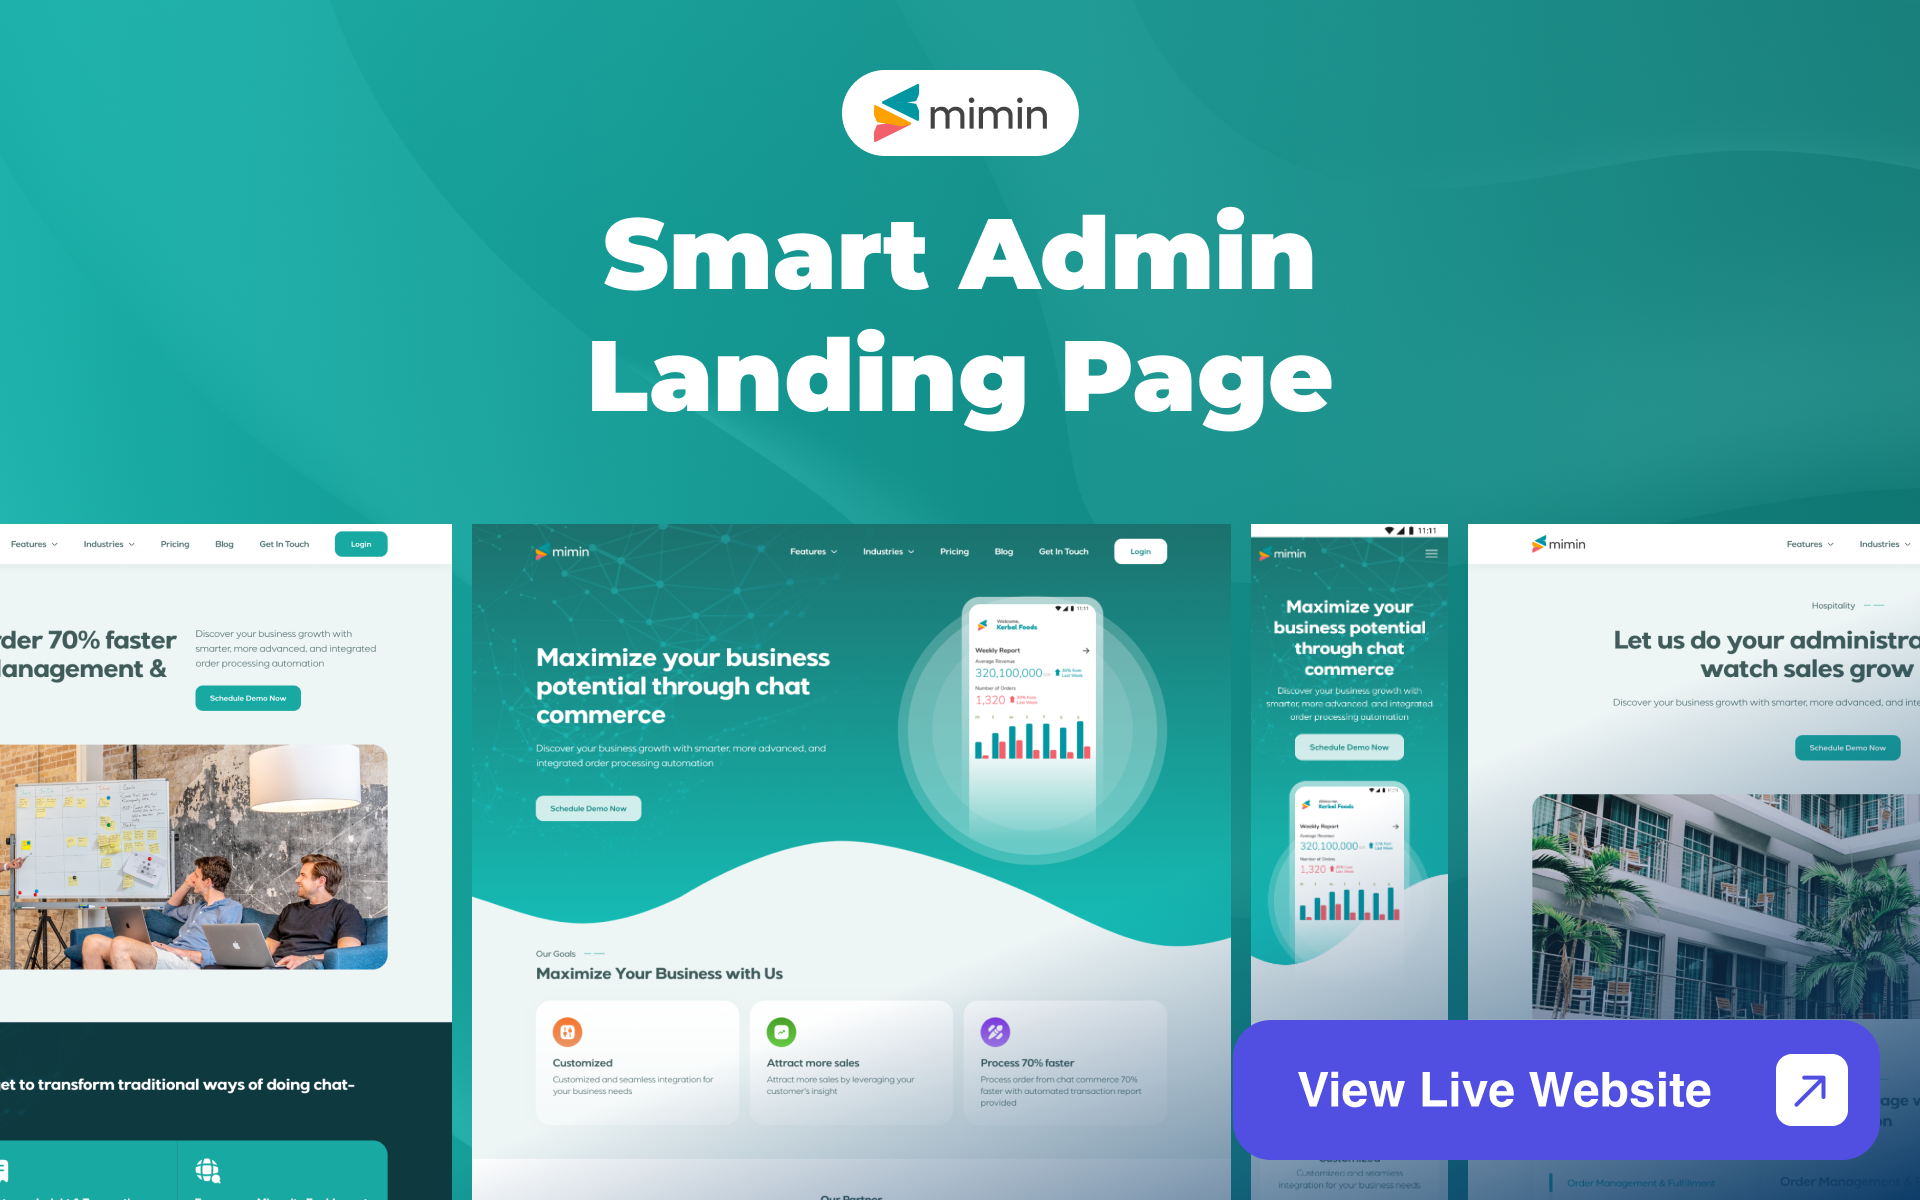 mimin
Smart Admin
Landing Page
Features
Industries
Pricing
Blog
Get In Touch
Login
der 70% faster
anagement &
Discover your business growth with
smarter, more advanced, and integrated
order processing automation
Schedule Demo Now
et to transform traditional ways of doing chat-
mimin
Features
Industries
Pricing
Blog
Get In Touch
Login
Maximize your business
potential through chat
commerce
Discover your business growth with smarter, more advanced, and
integrated order processing automation
Schedule Demo Now
11:11
Welcome,
Kerbel Foods
Weekly Report
Average Revenue
320,100,000
Number of Orders
1,320
Our Goals
Maximize Your Business with Us
Customized
Customized and seamless integration for
your business needs
Attract more sales
Attract more sales by leveraging your
customer's insight
Process 70% faster
Process order from chat commerce 70%
faster with automated transaction report
provided
Our Partner
11:11
mimin
Maximize your
business potential
through chat
commerce
Discover your business growth with
smarter, more advanced, and integrated
order processing automation
Schedule Demo Now
Welcome,
Kerbel Foods
Weekly Report
Average Revenue
320,100,000
Number of Orders
1,320
Customized and seamless
integration for your business needs
mimin
Features
Industries
Hospitality
Let us do your administra
watch sales grow
Discover your business growth with smarter, more advanced, and inte
Schedule Demo Now
View Live Website
Order Management & Fulfillment